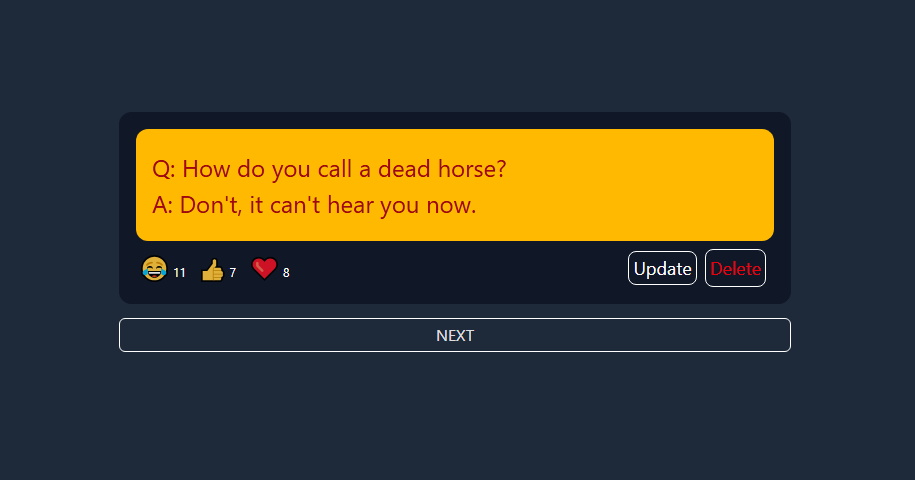 Q: How do you call a dead horse?
A: Don't, it can't hear you now.
😂 11 👍 7 ❤️ 8 Update Delete
NEXT